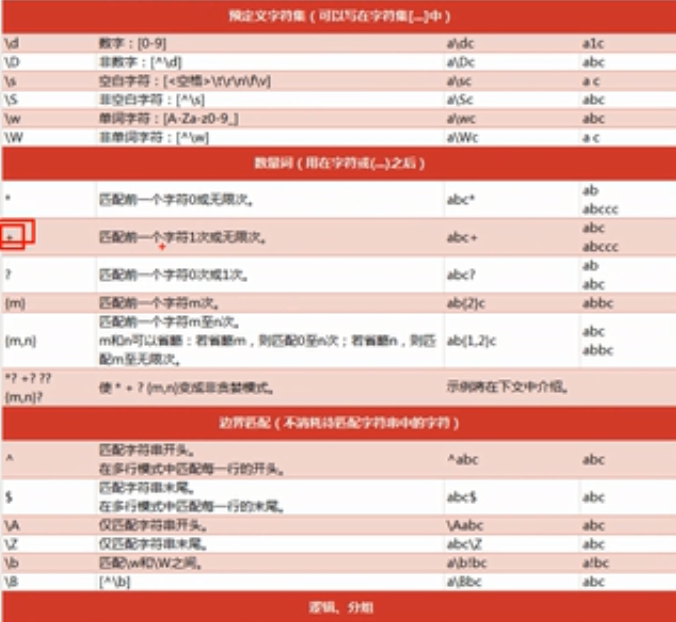 预定义字符集（可以写在字符集[...]中）
\d 数字：[0-9] a\dc a1c
\D 非数字：[^\d] a\Dc abc
\s 空白字符：[<空格>\t\r\n\f\v] a\sc a c
\S 非空白字符：[^\s] a\Sc abc
\w 单词字符：[A-Za-z0-9_] a\wc abc
\W 非单词字符：[^\w] a\Wc a c
数量词（用在字符或(...)之后）
* 匹配前一个字符0或无限次。 abc* ab
abccc
+ 匹配前一个字符1次或无限次。 abc+ abc
abccc
? 匹配前一个字符0次或1次。 abc? ab
abc
{m} 匹配前一个字符m次。 ab{2}c abbc
{m,n} 匹配前一个字符m至n次。
m和n可以省略：若省略m，则匹配0至n次；若省略n，则匹
配m至无限次。 ab{1,2}c abc
abbc
*? +? ??
{m,n}? 使 * + ? {m,n}变成非贪婪模式。 示例将在下文中介绍。
边界匹配（不消耗待匹配字符串中的字符）
^ 匹配字符串开头。
在多行模式中匹配每一行的开头。 ^abc abc
$ 匹配字符串末尾。
在多行模式中匹配每一行的末尾。 abc$ abc
\A 仅匹配字符串开头。 \Aabc abc
\Z 仅匹配字符串末尾。 abc\Z abc
\b 匹配\w和\W之间。 a\b!bc a!bc
\B [^\b] a\Bbc abc
逻辑、分组